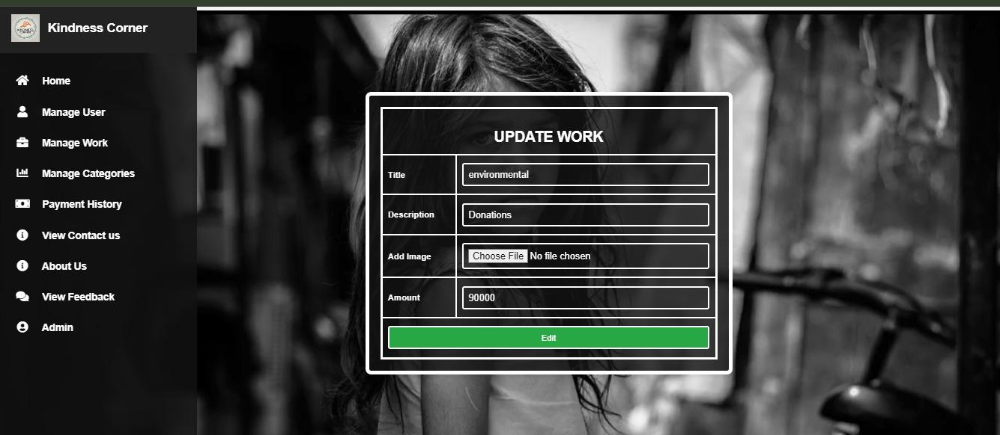 Kindness Corner
Home
Manage User
Manage Work
Manage Categories
Payment History
View Contact us
About Us
View Feedback
Admin
UPDATE WORK
Title environmental
Description Donations
Add Image Choose File No file chosen
Amount 90000
Edit